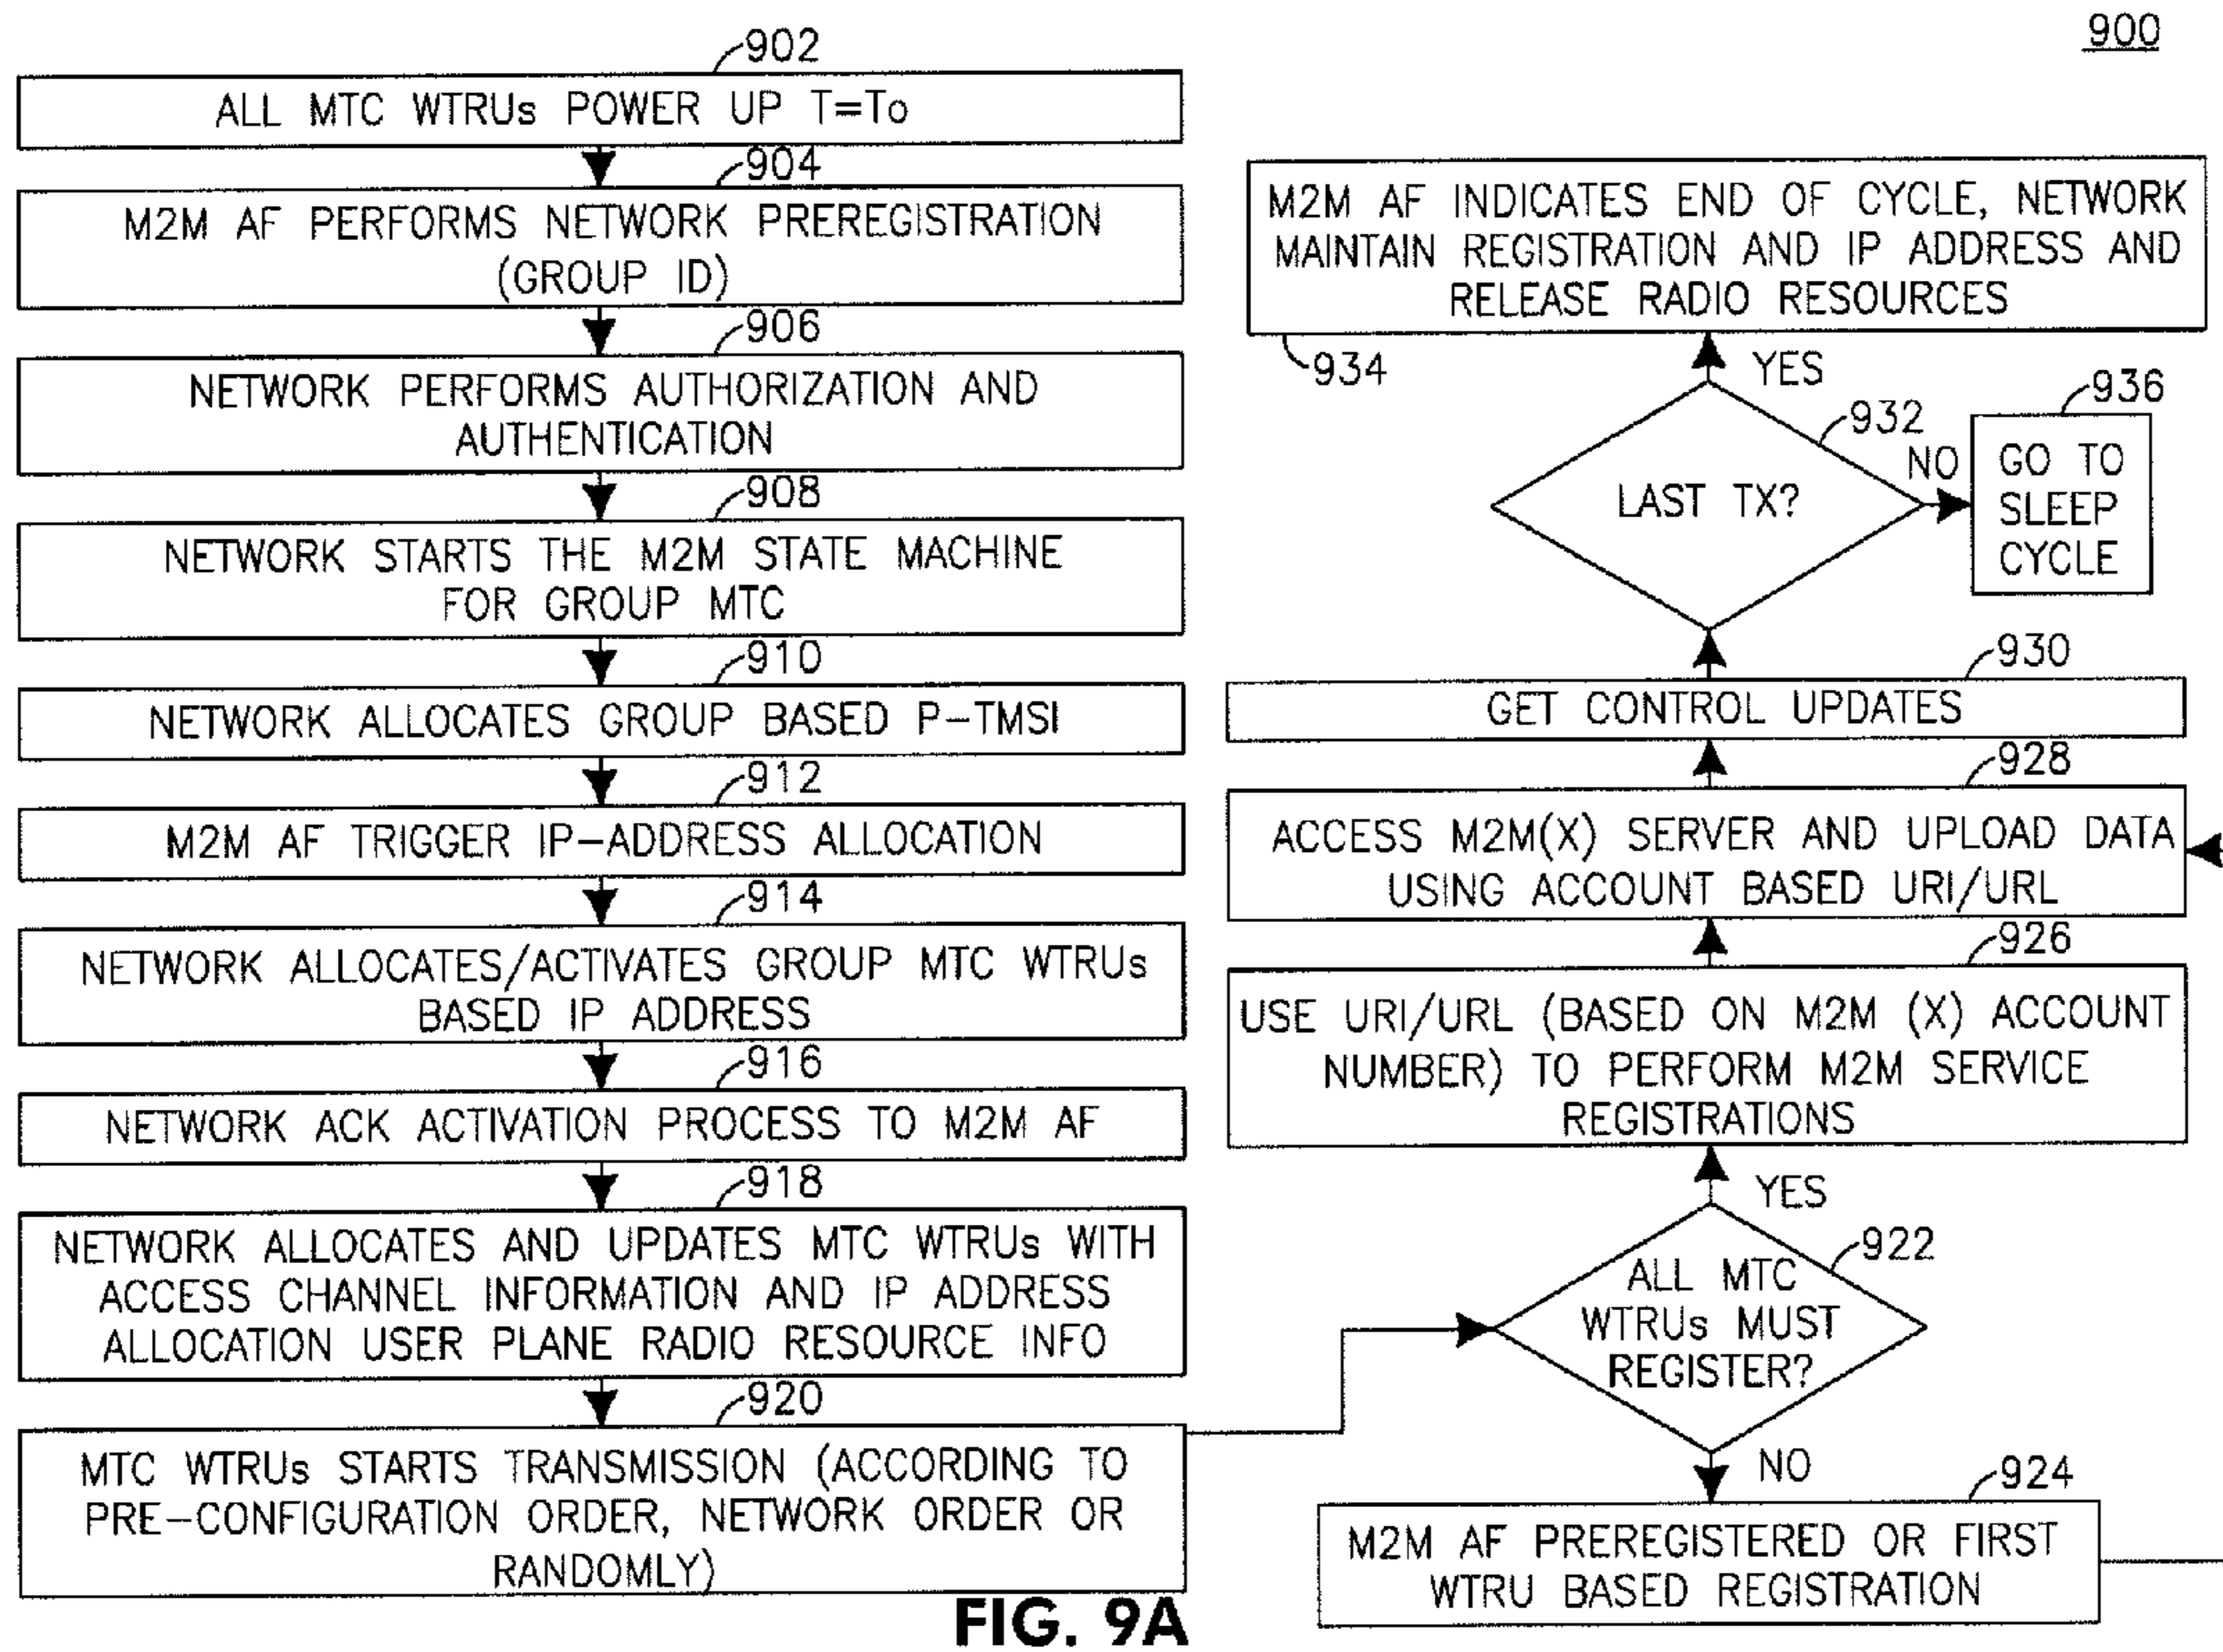 900
902
ALL MTC WTRUs POWER UP T=To
904
M2M AF PERFORMS NETWORK PREREGISTRATION
(GROUP ID)
906
NETWORK PERFORMS AUTHORIZATION AND
AUTHENTICATION
908
NETWORK STARTS THE M2M STATE MACHINE
FOR GROUP MTC
910
NETWORK ALLOCATES GROUP BASED P-TMSI
912
M2M AF TRIGGER IP-ADDRESS ALLOCATION
914
NETWORK ALLOCATES/ACTIVATES GROUP MTC WTRUs
BASED IP ADDRESS
916
NETWORK ACK ACTIVATION PROCESS TO M2M AF
918
NETWORK ALLOCATES AND UPDATES MTC WTRUs WITH
ACCESS CHANNEL INFORMATION AND IP ADDRESS
ALLOCATION USER PLANE RADIO RESOURCE INFO
920
MTC WTRUs STARTS TRANSMISSION (ACCORDING TO
PRE-CONFIGURATION ORDER, NETWORK ORDER OR
RANDOMLY)
M2M AF INDICATES END OF CYCLE, NETWORK
MAINTAIN REGISTRATION AND IP ADDRESS AND
RELEASE RADIO RESOURCES
934
YES
936
932
NO
GO TO
SLEEP
CYCLE
LAST TX?
930
GET CONTROL UPDATES
928
ACCESS M2M(X) SERVER AND UPLOAD DATA
USING ACCOUNT BASED URI/URL
926
USE URI/URL (BASED ON M2M (X) ACCOUNT
NUMBER) TO PERFORM M2M SERVICE
REGISTRATIONS
YES
922
ALL MTC
WTRUs MUST
REGISTER?
NO
924
M2M AF PREREGISTERED OR FIRST
WTRU BASED REGISTRATION
FIG. 9A